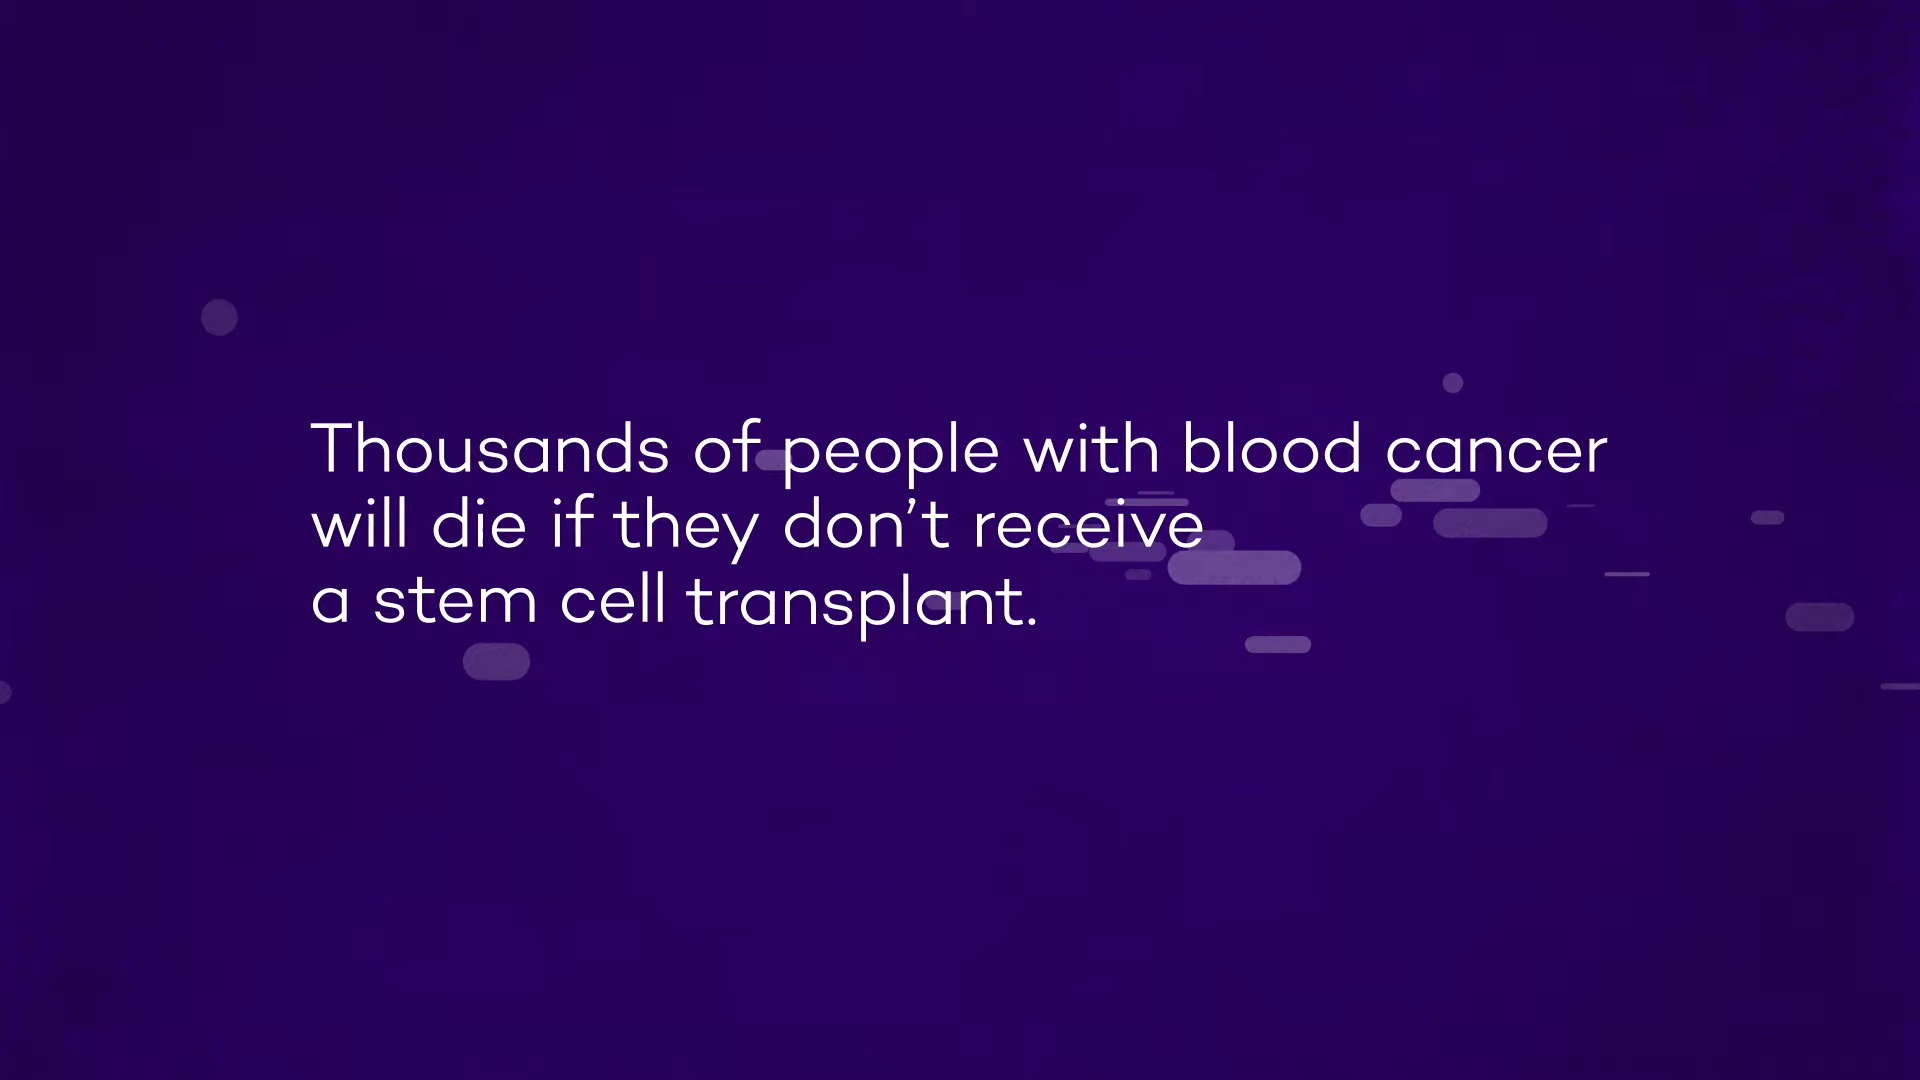 Thousands of people with blood cancer
will die if they don’t receive
a stem cell transplant.